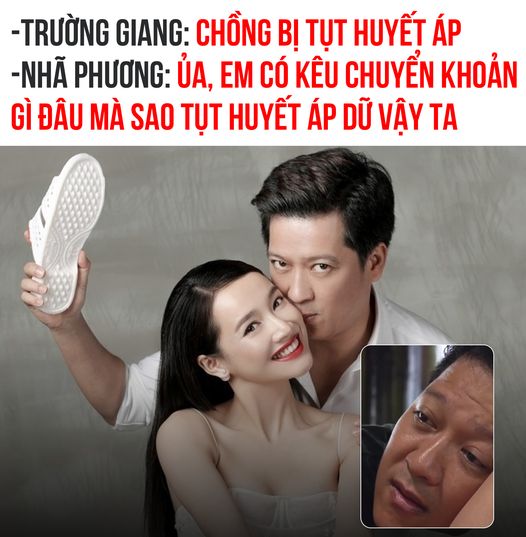 -TRƯỜNG GIANG: CHỒNG BỊ TỤT HUYẾT ÁP
-NHÃ PHƯƠNG: ỦA, EM CÓ KÊU CHUYỂN KHOẢN
GÌ ĐÂU MÀ SAO TỤT HUYẾT ÁP DỮ VẬY TA